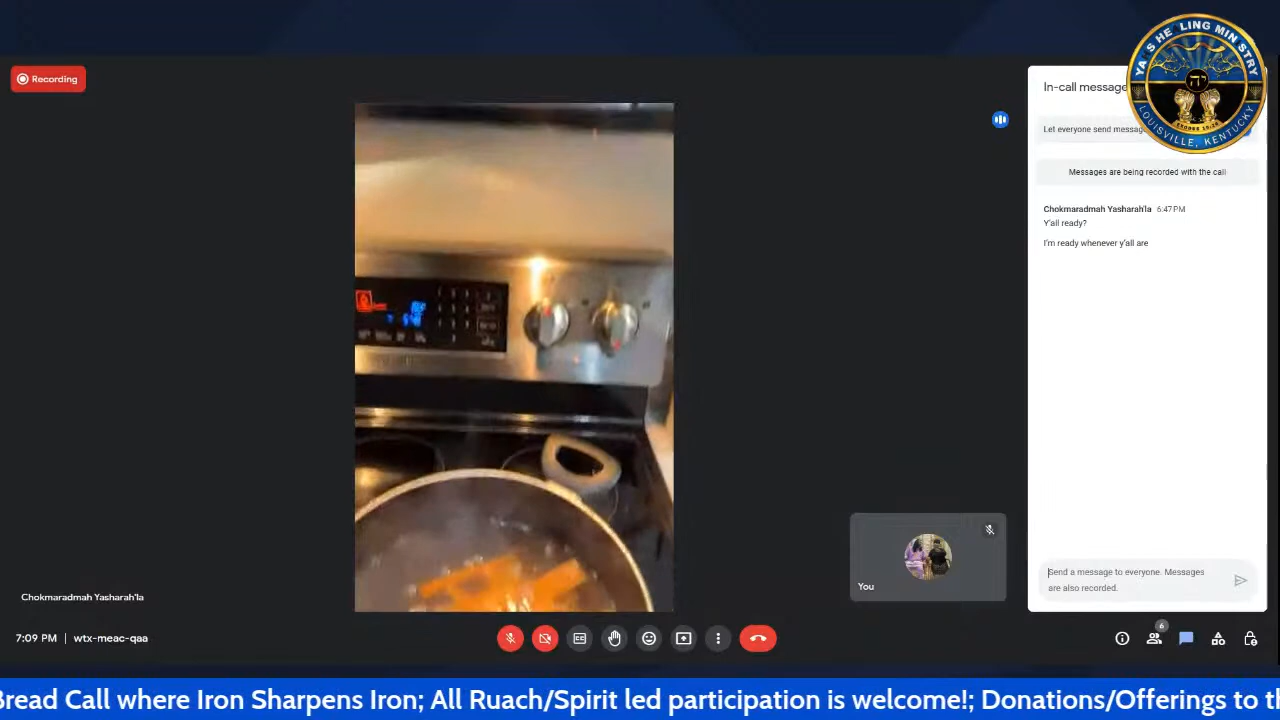 Recording
In-call message
Let everyone send messag
Messages are being recorded with the call
Chokmaradmah Yasharah'la 6:47 PM
Y'all ready?
I'm ready whenever y'all are
YA'S HE LING MIN STRY
LOUISVILLE, KENTUCKY
You
Send a message to everyone. Messages
are also recorded.
Chokmaradmah Yasharah'la
7:09 PM | wtx-meac-qaa
6
Bread Call where Iron Sharpens Iron; All Ruach/Spirit led participation is welcome!; Donations/Offerings to th